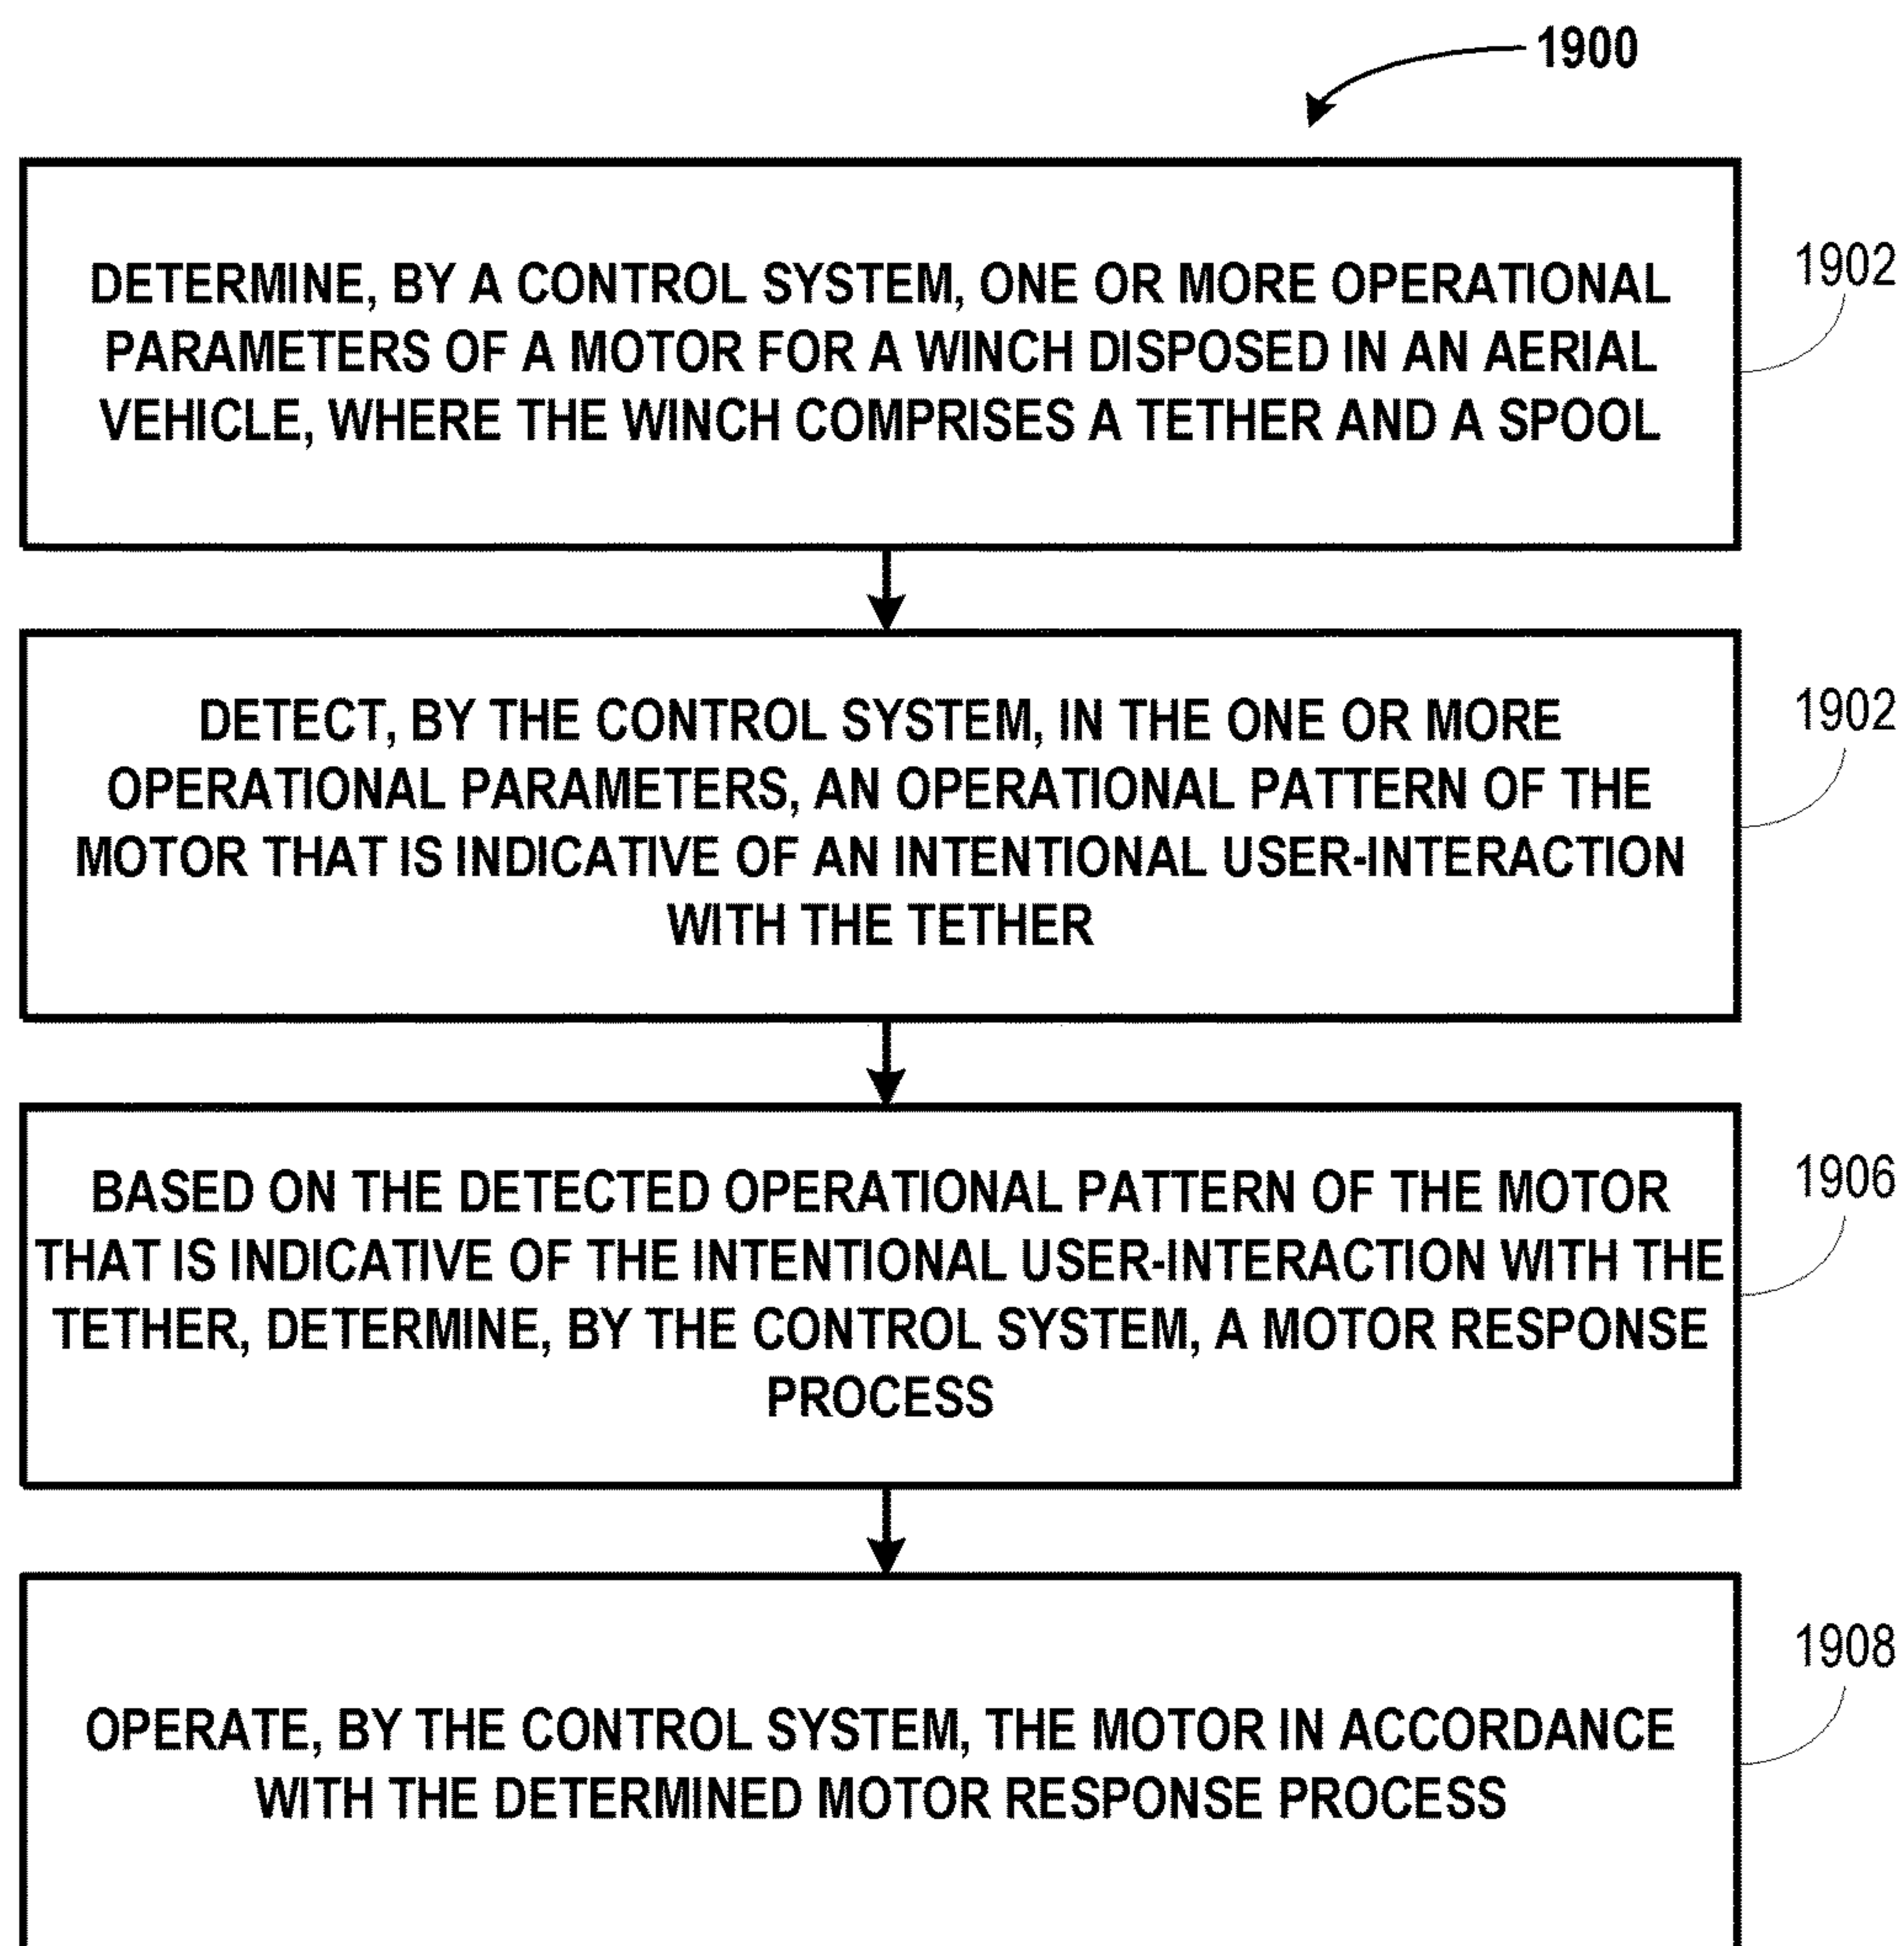 1900
DETERMINE, BY A CONTROL SYSTEM, ONE OR MORE OPERATIONAL
PARAMETERS OF A MOTOR FOR A WINCH DISPOSED IN AN AERIAL
VEHICLE, WHERE THE WINCH COMPRISES A TETHER AND A SPOOL
1902
DETECT, BY THE CONTROL SYSTEM, IN THE ONE OR MORE
OPERATIONAL PARAMETERS, AN OPERATIONAL PATTERN OF THE
MOTOR THAT IS INDICATIVE OF AN INTENTIONAL USER-INTERACTION
WITH THE TETHER
1902
BASED ON THE DETECTED OPERATIONAL PATTERN OF THE MOTOR
THAT IS INDICATIVE OF THE INTENTIONAL USER-INTERACTION WITH THE
TETHER, DETERMINE, BY THE CONTROL SYSTEM, A MOTOR RESPONSE
PROCESS
1906
OPERATE, BY THE CONTROL SYSTEM, THE MOTOR IN ACCORDANCE
WITH THE DETERMINED MOTOR RESPONSE PROCESS
1908